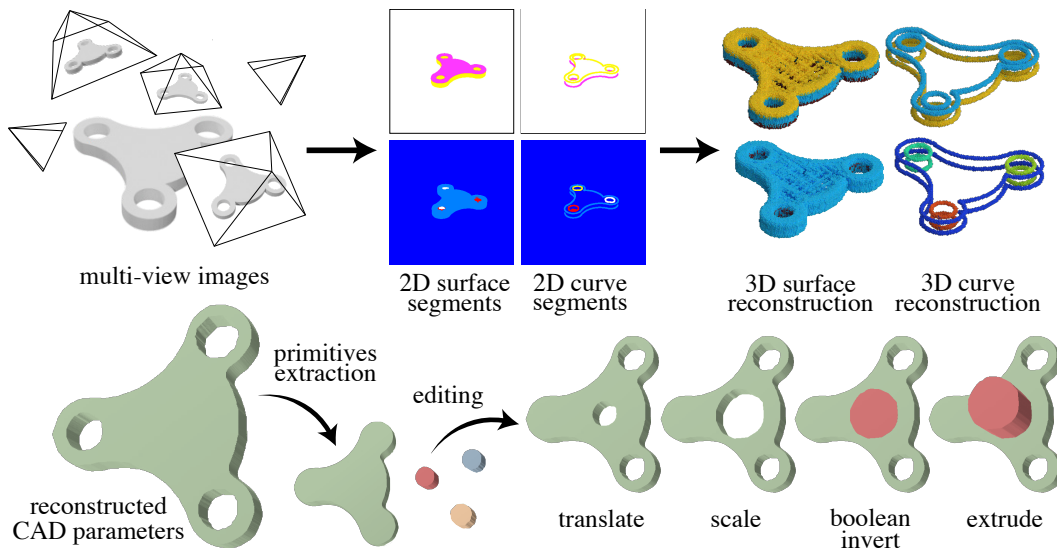 multi-view images
2D surface
segments
2D curve
segments
3D surface
reconstruction
3D curve
reconstruction
primitives
extraction
editing
reconstructed
CAD parameters
translate
scale
boolean
invert
extrude